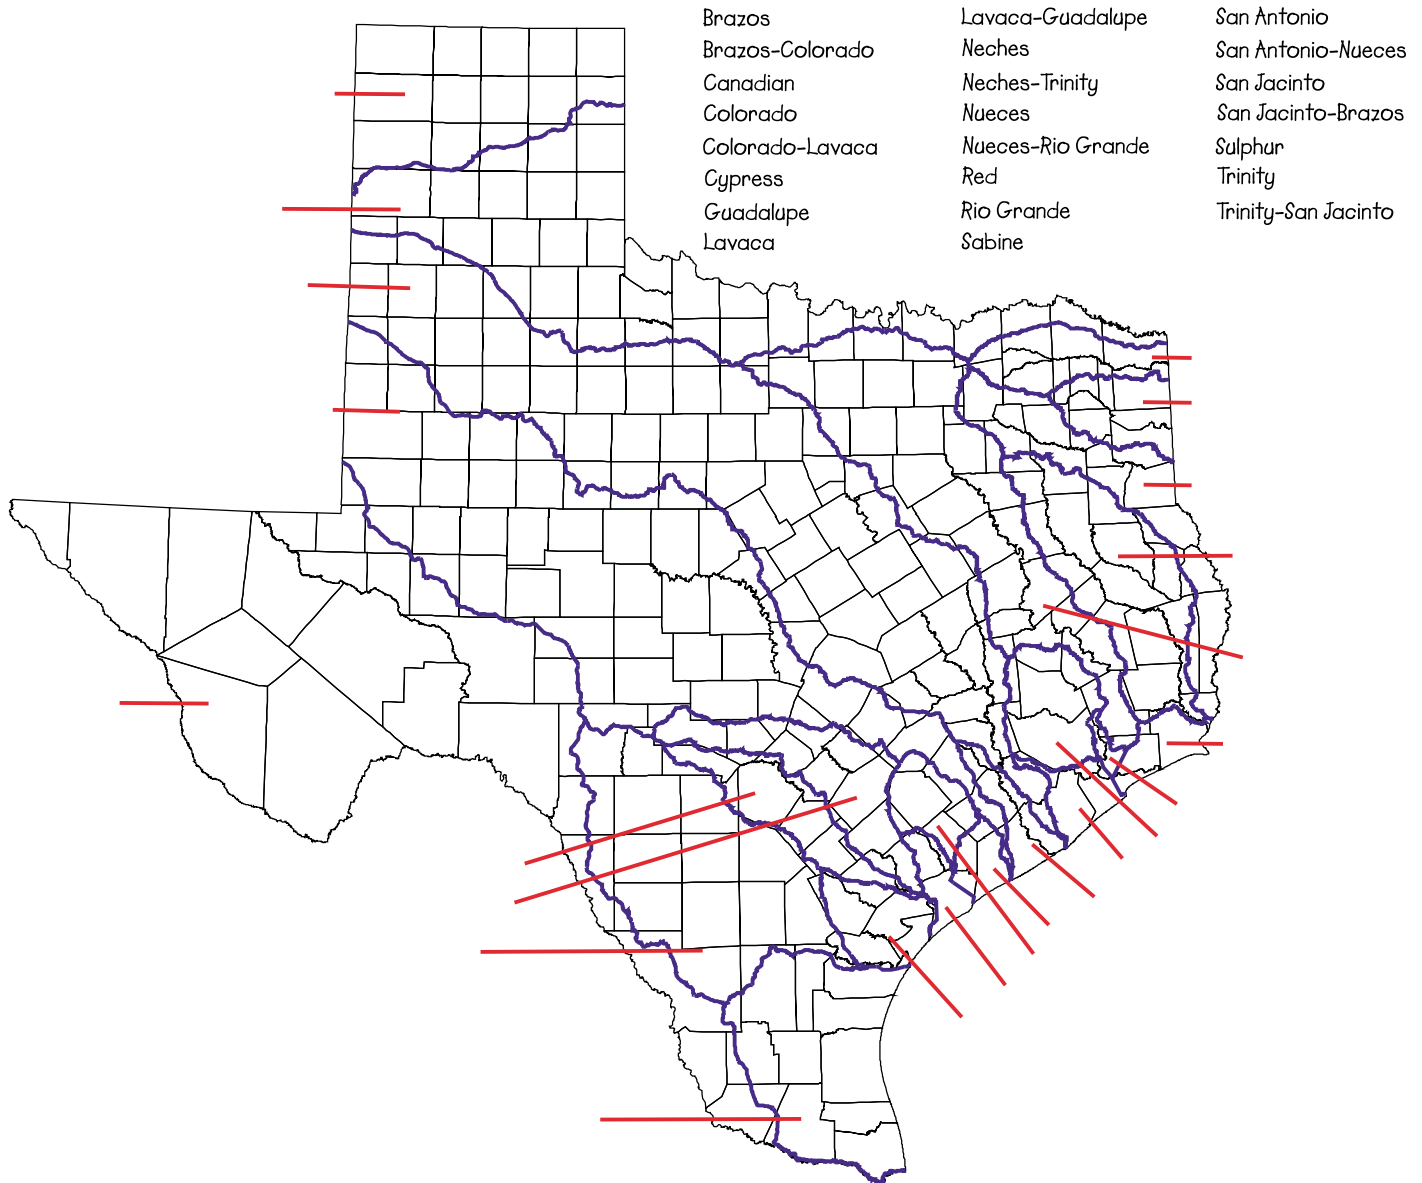 Brazos
Brazos-Colorado
Canadian
Colorado
Colorado-Lavaca
Cypress
Guadalupe
Lavaca
Lavaca-Guadalupe
Neches
Neches-Trinity
Nueces
Nueces-Rio Grande
Red
Rio Grande
Sabine
San Antonio
San Antonio-Nueces
San Jacinto
San Jacinto-Brazos
Sulphur
Trinity
Trinity-San Jacinto